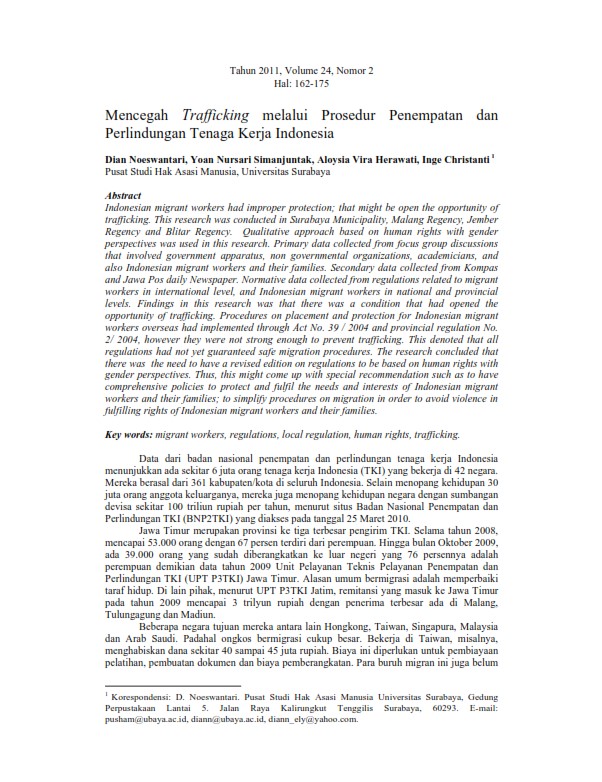 Tahun 2011, Volume 24, Nomor 2
Hal: 162-175
Mencegah Trafficking melalui Prosedur Penempatan dan
Perlindungan Tenaga Kerja Indonesia
Dian Noeswantari, Yoan Nursari Simanjuntak, Aloysia Vira Herawati, Inge Christanti 1
Pusat Studi Hak Asasi Manusia, Universitas Surabaya
Abstract
Indonesian migrant workers had improper protection; that might be open the opportunity of
trafficking. This research was conducted in Surabaya Municipality, Malang Regency, Jember
Regency and Blitar Regency. Qualitative approach based on human rights with gender
perspectives was used in this research. Primary data collected from focus group discussions
that involved government apparatus, non governmental organizations, academicians, and
also Indonesian migrant workers and their families. Secondary data collected from Kompas
and Jawa Pos daily Newspaper. Normative data collected from regulations related to migrant
workers in international level, and Indonesian migrant workers in national and provincial
levels. Findings in this research was that there was a condition that had opened the
opportunity of trafficking. Procedures on placement and protection for Indonesian migrant
workers overseas had implemented through Act No. 39 / 2004 and provincial regulation No.
2/ 2004, however they were not strong enough to prevent trafficking. This denoted that all
regulations had not yet guaranteed safe migration procedures. The research concluded that
there was the need to have a revised edition on regulations to be based on human rights with
gender perspectives. Thus, this might come up with special recommendation such as to have
comprehensive policies to protect and fulfil the needs and interests of Indonesian migrant
workers and their families; to simplify procedures on migration in order to avoid violence in
fulfilling rights of Indonesian migrant workers and their families.
Key words: migrant workers, regulations, local regulation, human rights, trafficking.
Data dari badan nasional penempatan dan perlindungan tenaga kerja Indonesia
menunjukkan ada sekitar 6 juta orang tenaga kerja Indonesia (TKI) yang bekerja di 42 negara.
Mereka berasal dari 361 kabupaten/kota di seluruh Indonesia. Selain menopang kehidupan 30
juta orang anggota keluarganya, mereka juga menopang kehidupan negara dengan sumbangan
devisa sekitar 100 triliun rupiah per tahun, menurut situs Badan Nasional Penempatan dan
Perlindungan TKI (BNP2TKI) yang diakses pada tanggal 25 Maret 2010.
Jawa Timur merupakan provinsi ke tiga terbesar pengirim TKI. Selama tahun 2008,
mencapai 53.000 orang dengan 67 persen terdiri dari perempuan. Hingga bulan Oktober 2009,
ada 39.000 orang yang sudah diberangkatkan ke luar negeri yang 76 persennya adalah
perempuan demikian data tahun 2009 Unit Pelayanan Teknis Pelayanan Penempatan dan
Perlindungan TKI (UPT P3TKI) Jawa Timur. Alasan umum bermigrasi adalah memperbaiki
taraf hidup. Di lain pihak, menurut UPT P3TKI Jatim, remitansi yang masuk ke Jawa Timur
pada tahun 2009 mencapai 3 trilyun rupiah dengan penerima terbesar ada di Malang,
Tulungagung dan Madiun.
Beberapa negara tujuan mereka antara lain Hongkong, Taiwan, Singapura, Malaysia
dan Arab Saudi. Padahal ongkos bermigrasi cukup besar. Bekerja di Taiwan, misalnya,
menghabiskan dana sekitar 40 sampai 45 juta rupiah. Biaya ini diperlukan untuk pembiayaan
pelatihan, pembuatan dokumen dan biaya pemberangkatan. Para buruh migran ini juga belum
1 Korespondensi: D. Noeswantari. Pusat Studi Hak Asasi Manusia Universitas Surabaya, Gedung
Perpustakaan Lantai 5. Jalan Raya Kalirungkut Tenggilis Surabaya, 60293. E-mail:
pusham@ubaya.ac.id, diann@ubaya.ac.id, diann_ely@yahoo.com.